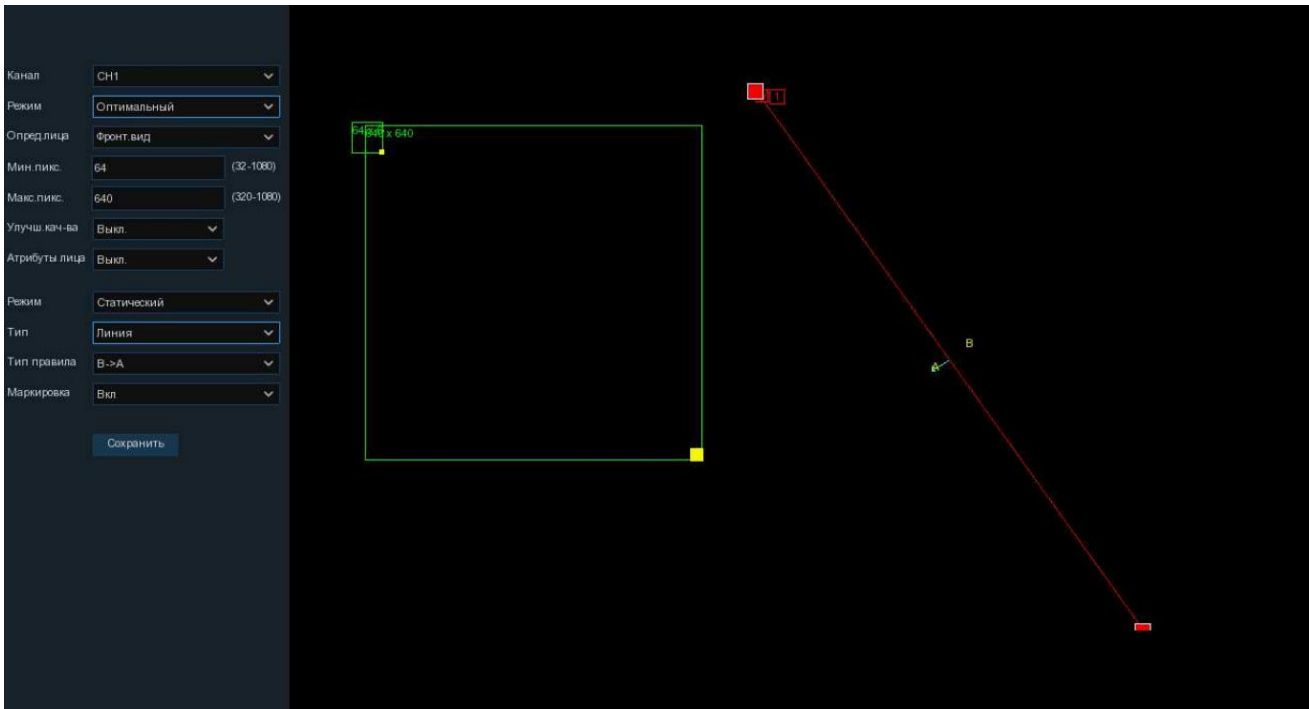 Канал CH1
Режим Оптимальный
Опред.лица Фронт.вид
Мин.пикс. 64 (32-1080)
Макс.пикс. 640 (320-1080)
Улучш.кач-ва Выкл.
Атрибуты лица Выкл.
Режим Статический
Тип Линия
Тип правила B->A
Маркировка Вкл
Сохранить
640 x 640
1
B
A